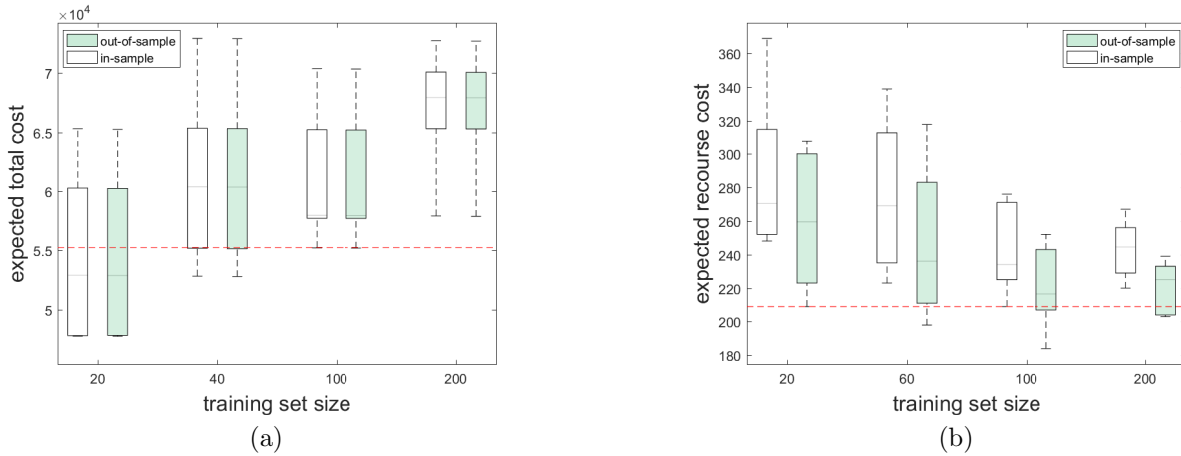 ×10⁴
out-of-sample
in-sample
7
6.5
6
5.5
5
expected total cost
20 40 100 200
training set size
(a)
out-of-sample
in-sample
360
340
320
300
280
260
240
220
200
180
expected recourse cost
20 60 100 200
training set size
(b)